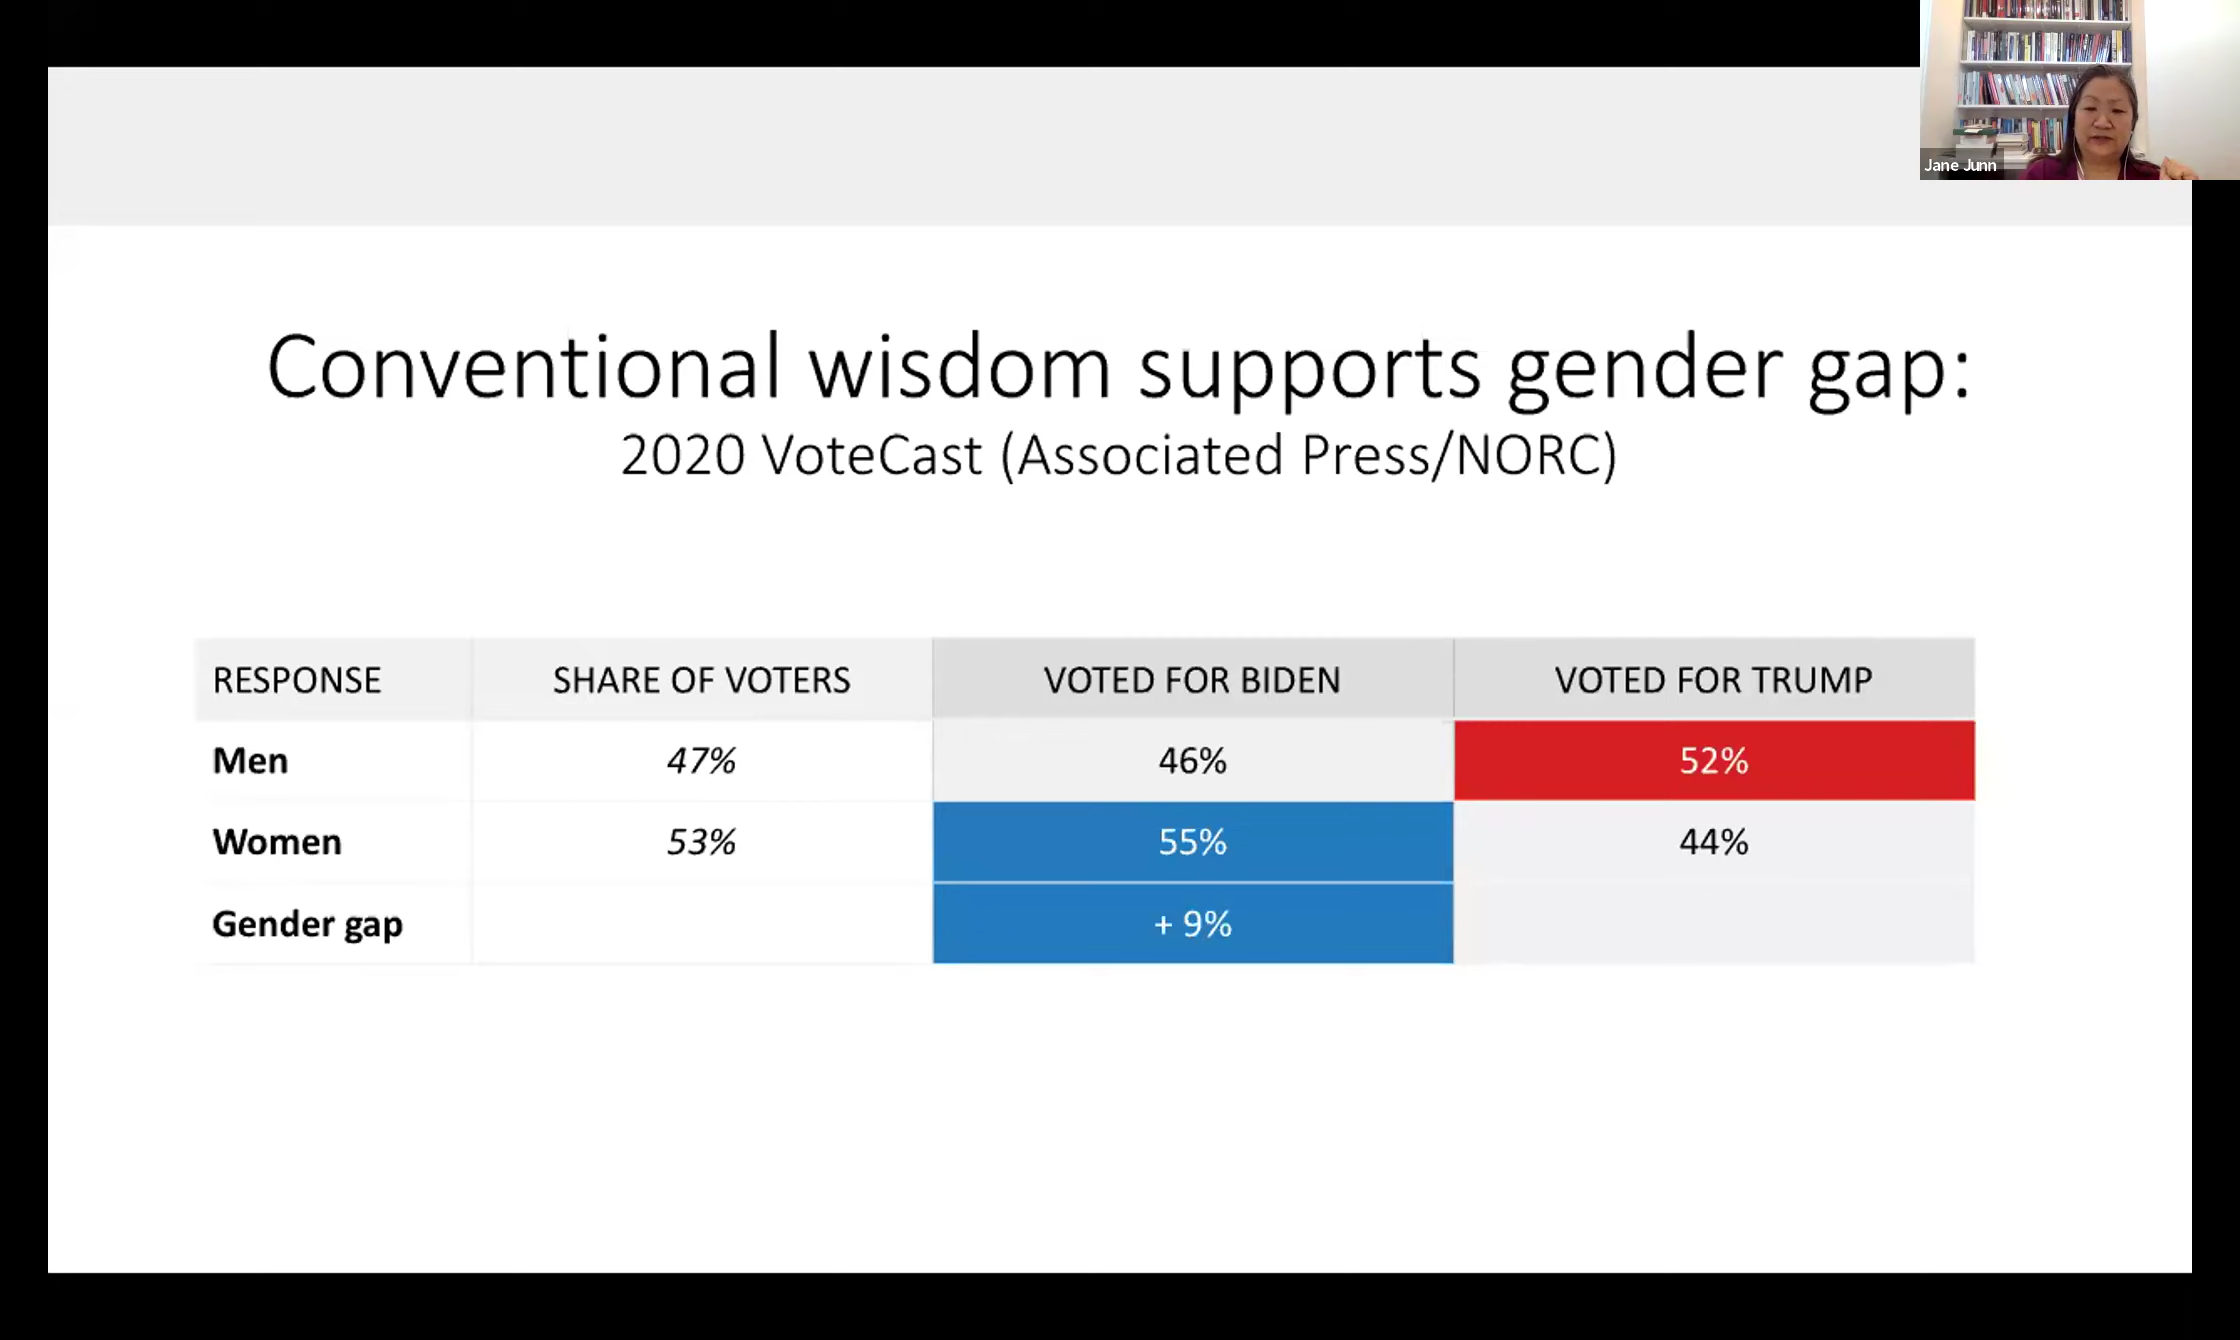 Jane Junn
Conventional wisdom supports gender gap:
2020 VoteCast (Associated Press/NORC)
RESPONSE SHARE OF VOTERS VOTED FOR BIDEN VOTED FOR TRUMP
Men 47% 46% 52%
Women 53% 55% 44%
Gender gap + 9%